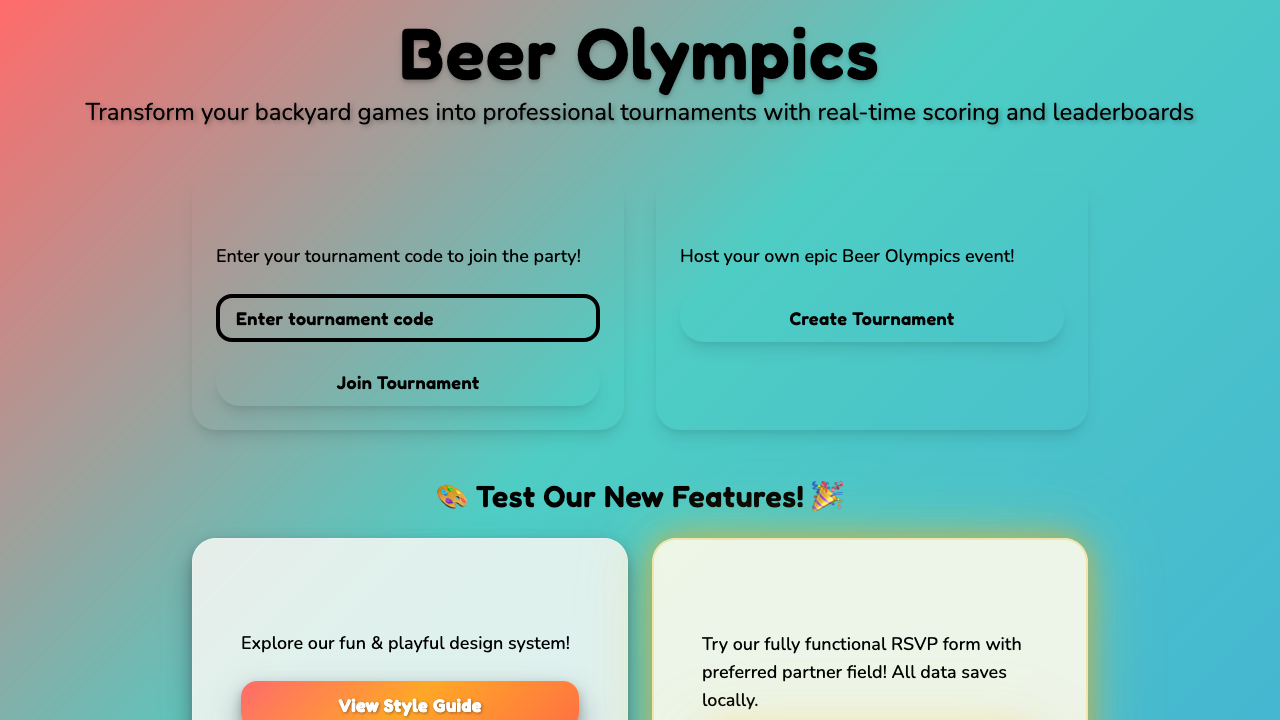 Beer Olympics
Transform your backyard games into professional tournaments with real-time scoring and leaderboards
Enter your tournament code to join the party!
Enter tournament code
Join Tournament
Host your own epic Beer Olympics event!
Create Tournament
🎨 Test Our New Features! 🎉
Explore our fun & playful design system!
View Style Guide
Try our fully functional RSVP form with
preferred partner field! All data saves
locally.